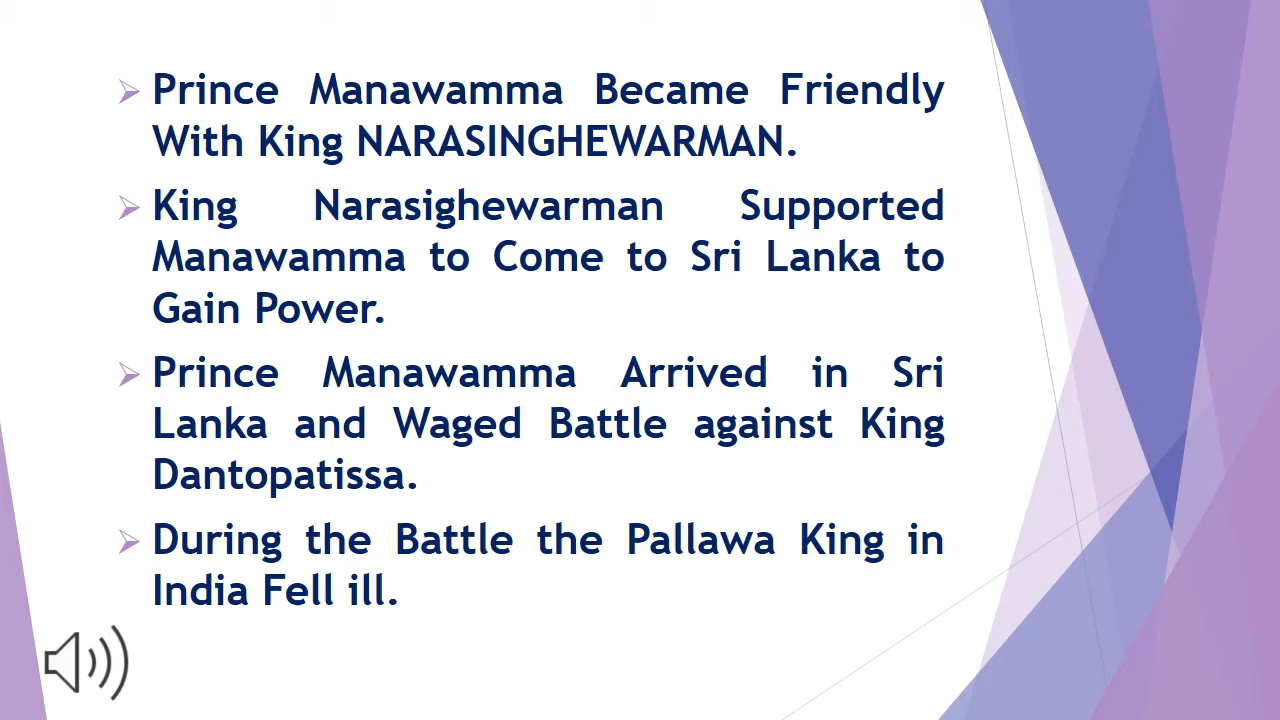 Prince Manawamma Became Friendly
With King NARASINGHEWARMAN.
King Narasighewarman Supported
Manawamma to Come to Sri Lanka to
Gain Power.
Prince Manawamma Arrived in Sri
Lanka and Waged Battle against King
Dantopatissa.
During the Battle the Pallawa King in
India Fell ill.